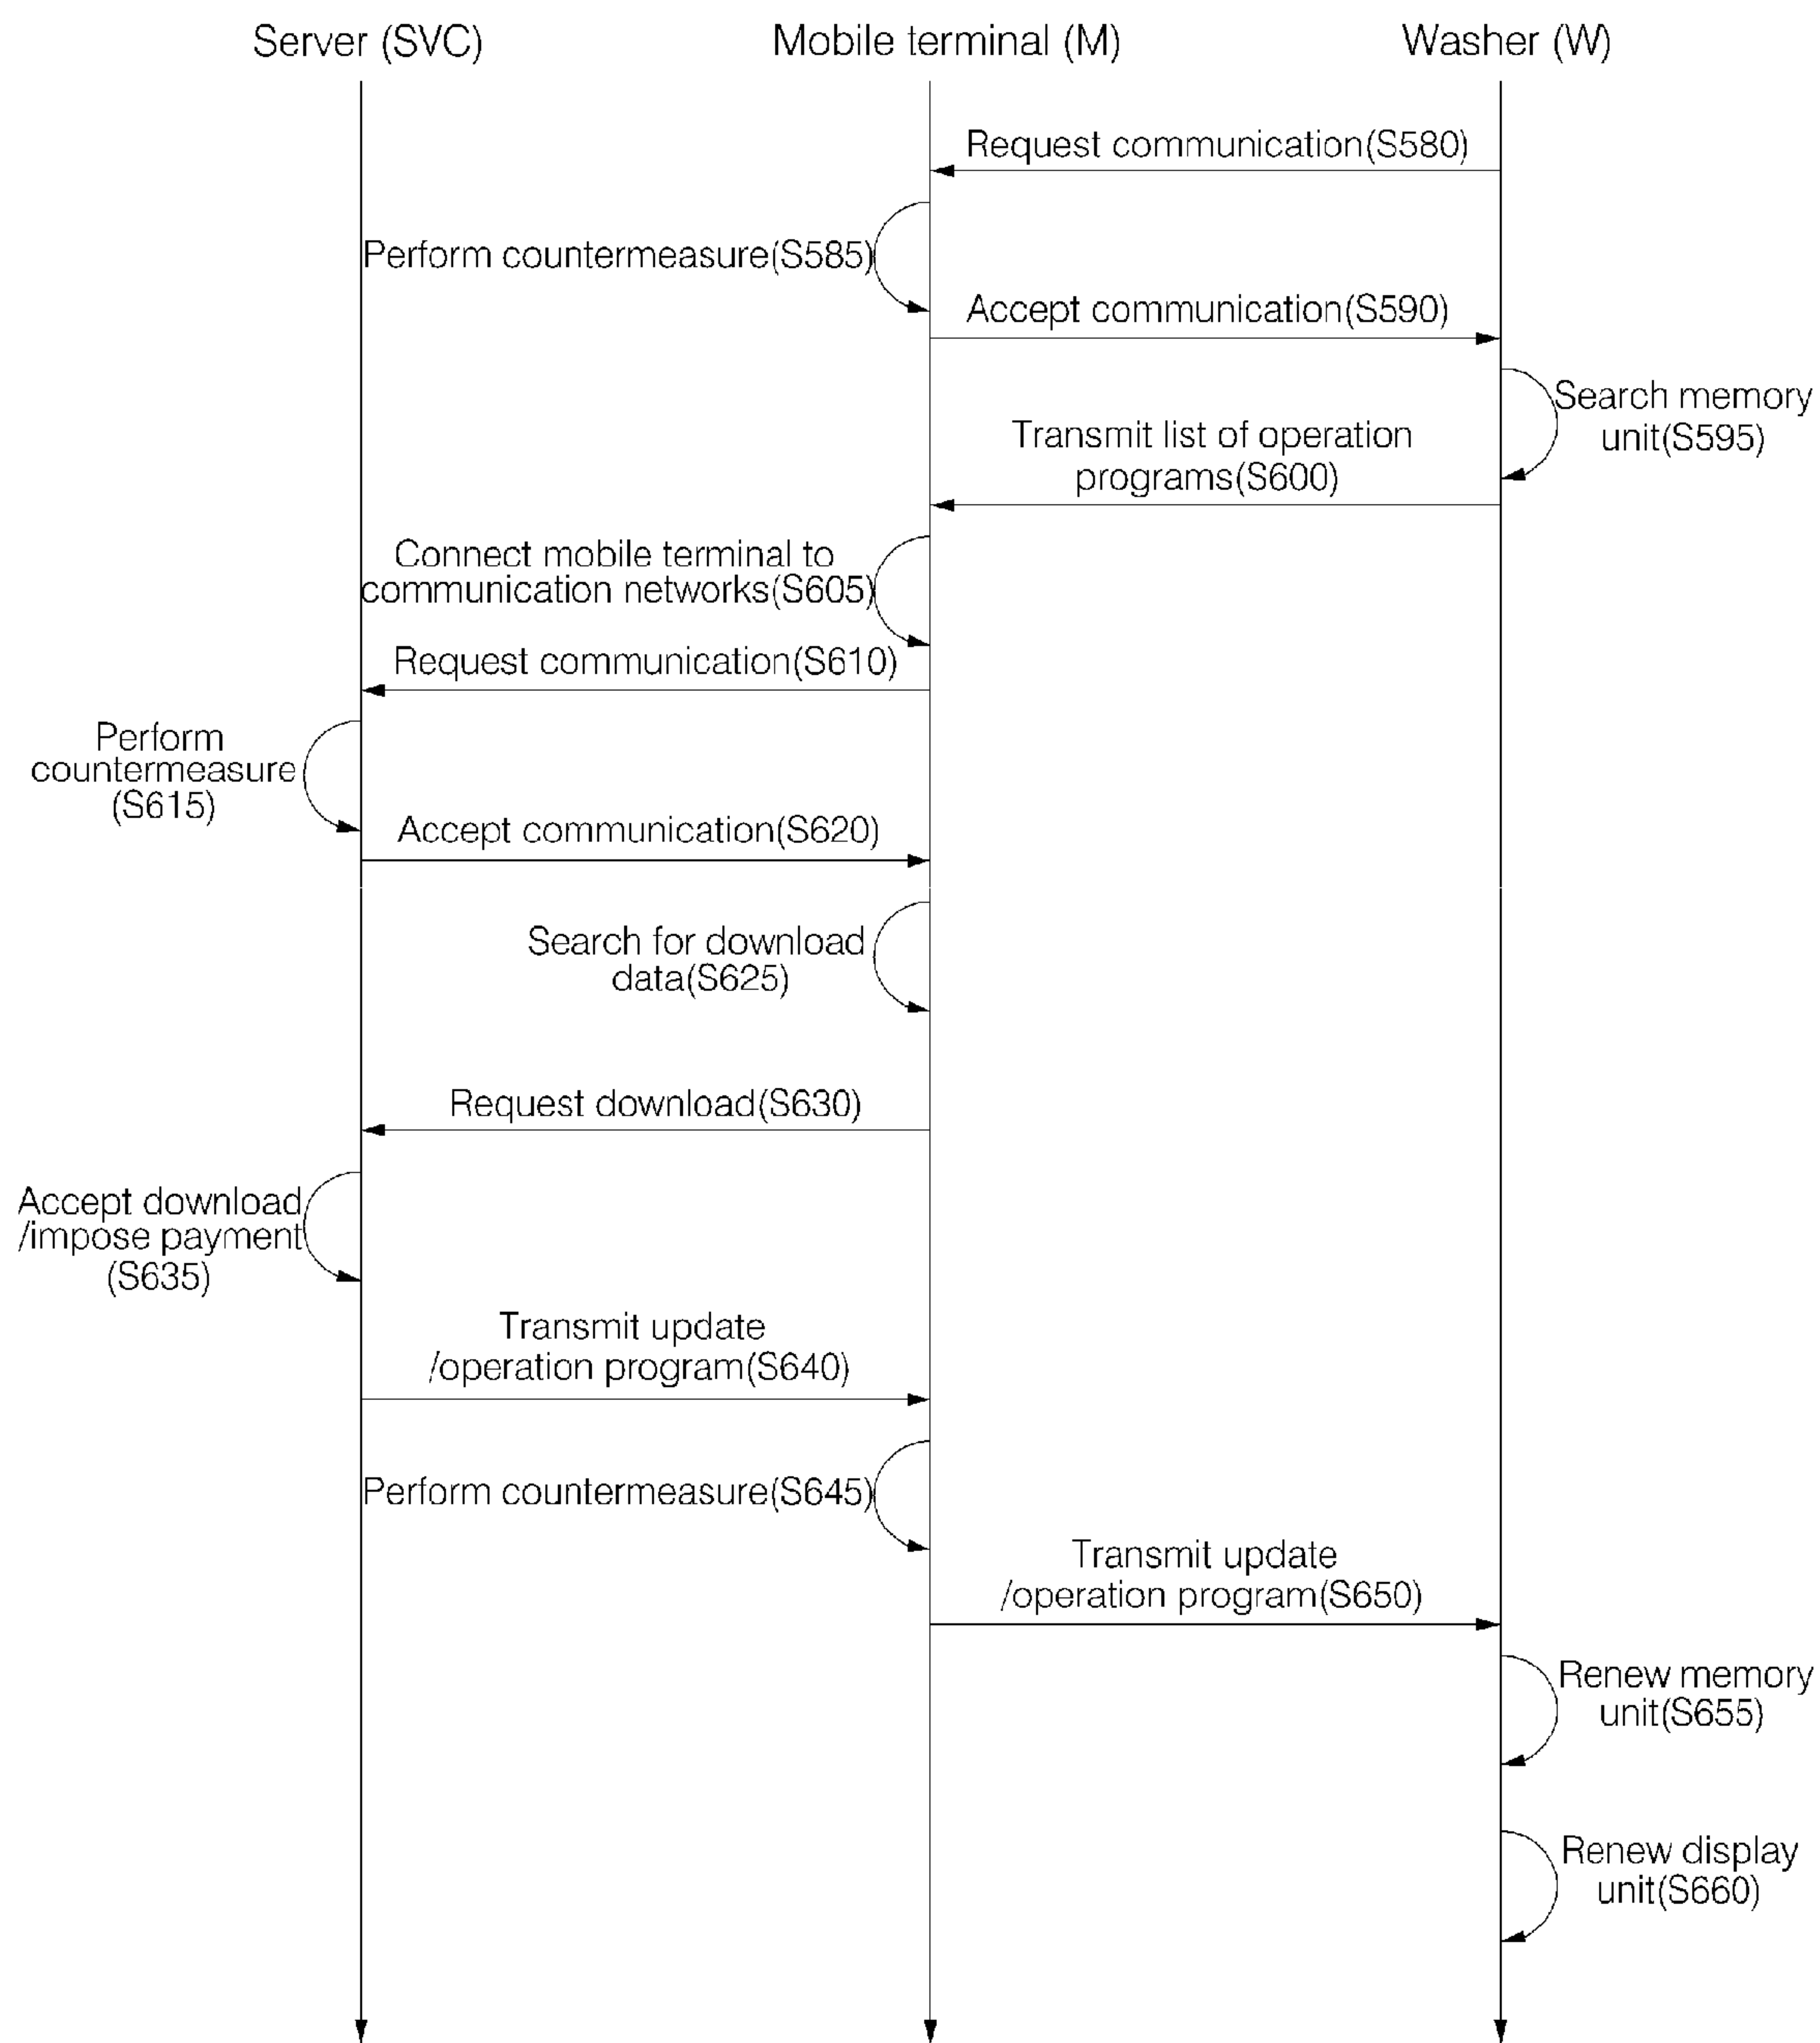 Server (SVC)
Mobile terminal (M)
Washer (W)
Request communication(S580)
Perform countermeasure(S585)
Accept communication(S590)
Search memory
unit(S595)
Transmit list of operation
programs(S600)
Connect mobile terminal to
communication networks(S605)
Request communication(S610)
Perform
countermeasure
(S615)
Accept communication(S620)
Search for download
data(S625)
Request download(S630)
Accept download
/impose payment
(S635)
Transmit update
/operation program(S640)
Perform countermeasure(S645)
Transmit update
/operation program(S650)
Renew memory
unit(S655)
Renew display
unit(S660)